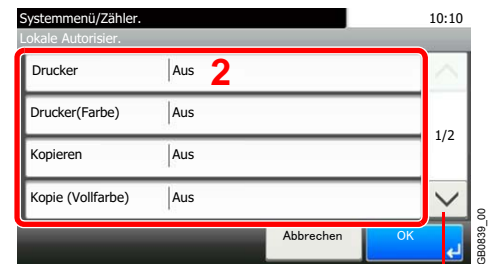 Systemmenü/Zähler. 10:10
Lokale Autorisier.
Drucker Aus 2
Drucker(Farbe) Aus
1/2
Kopieren Aus
Kopie (Vollfarbe) Aus
Abbrechen OK
GB0839_00